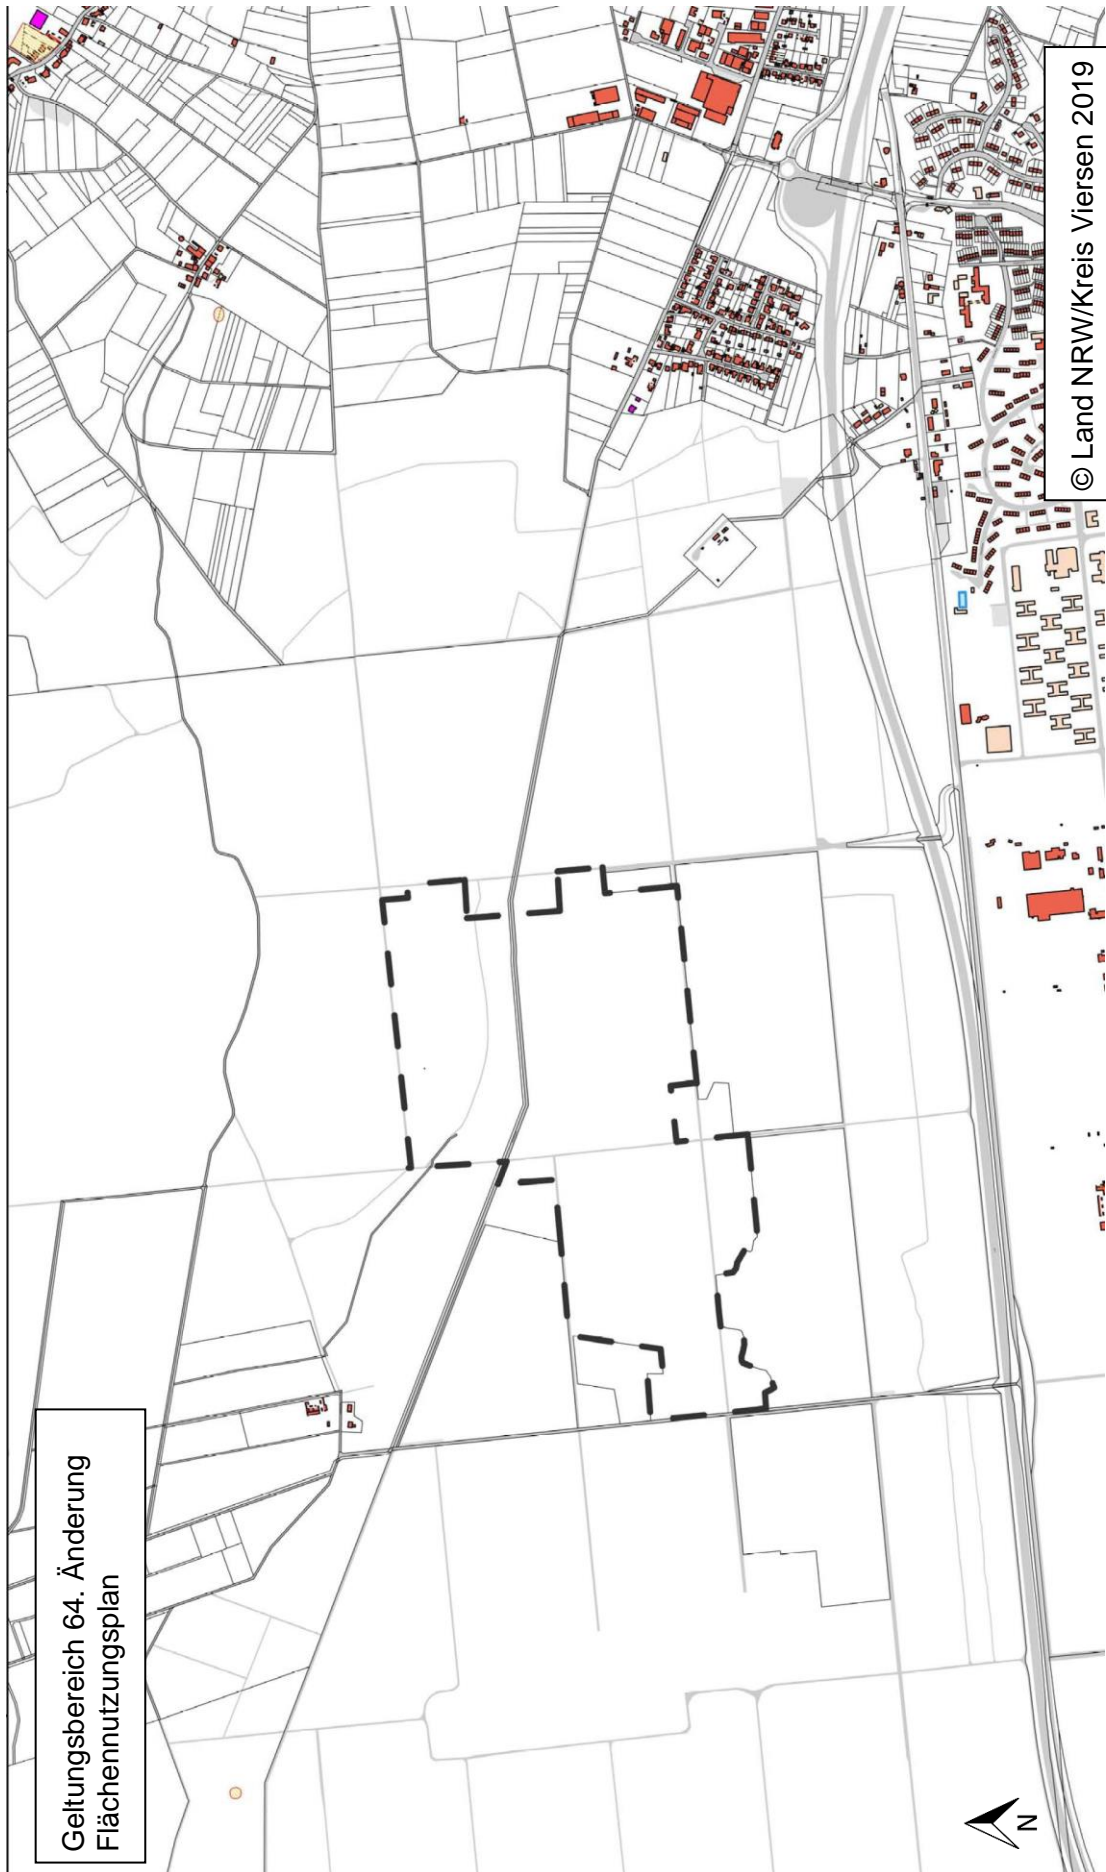 Geltungsbereich 64. Änderung
Flächennutzungsplan
N
© Land NRW/Kreis Viersen 2019